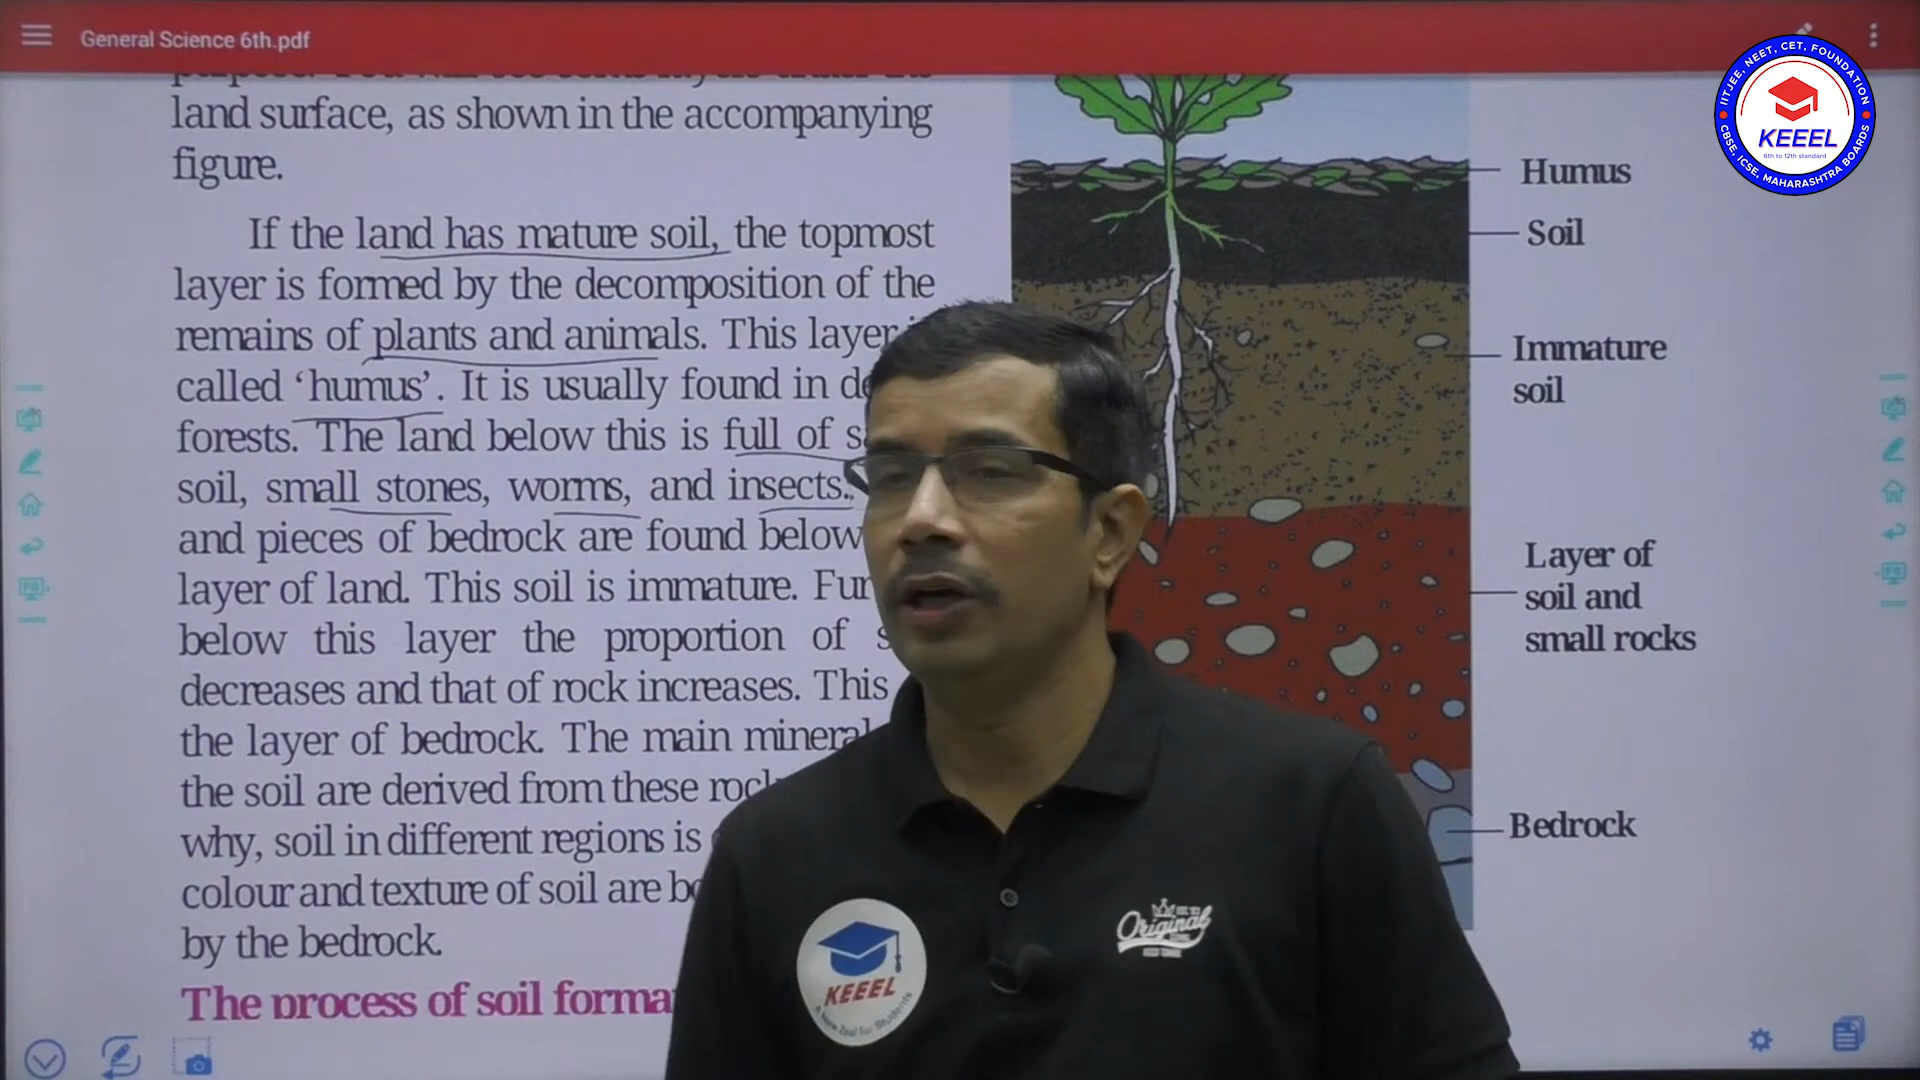 General Science 6th.pdf
land surface, as shown in the accompanying
figure.
If the land has mature soil, the topmost
layer is formed by the decomposition of the
remains of plants and animals. This layer
called ‘humus’. It is usually found in
forests. The land below this is full of
soil, small stones, worms, and insects.
and pieces of bedrock are found below
layer of land. This soil is immature.
below this layer the proportion of
decreases and that of rock increases. This
the layer of bedrock. The main mineral
the soil are derived from these
why, soil in different regions is
colour and texture of soil are
by the bedrock.
The process of soil
Humus
Soil
Immature
soil
Layer of
soil and
small rocks
Bedrock
IITJEE, NEET, CET, FOUNDATION
KEEEL
6th to 12th standard
CBSE, ICSE, MAHARASHTRA BOARDS
KEEEL
Original